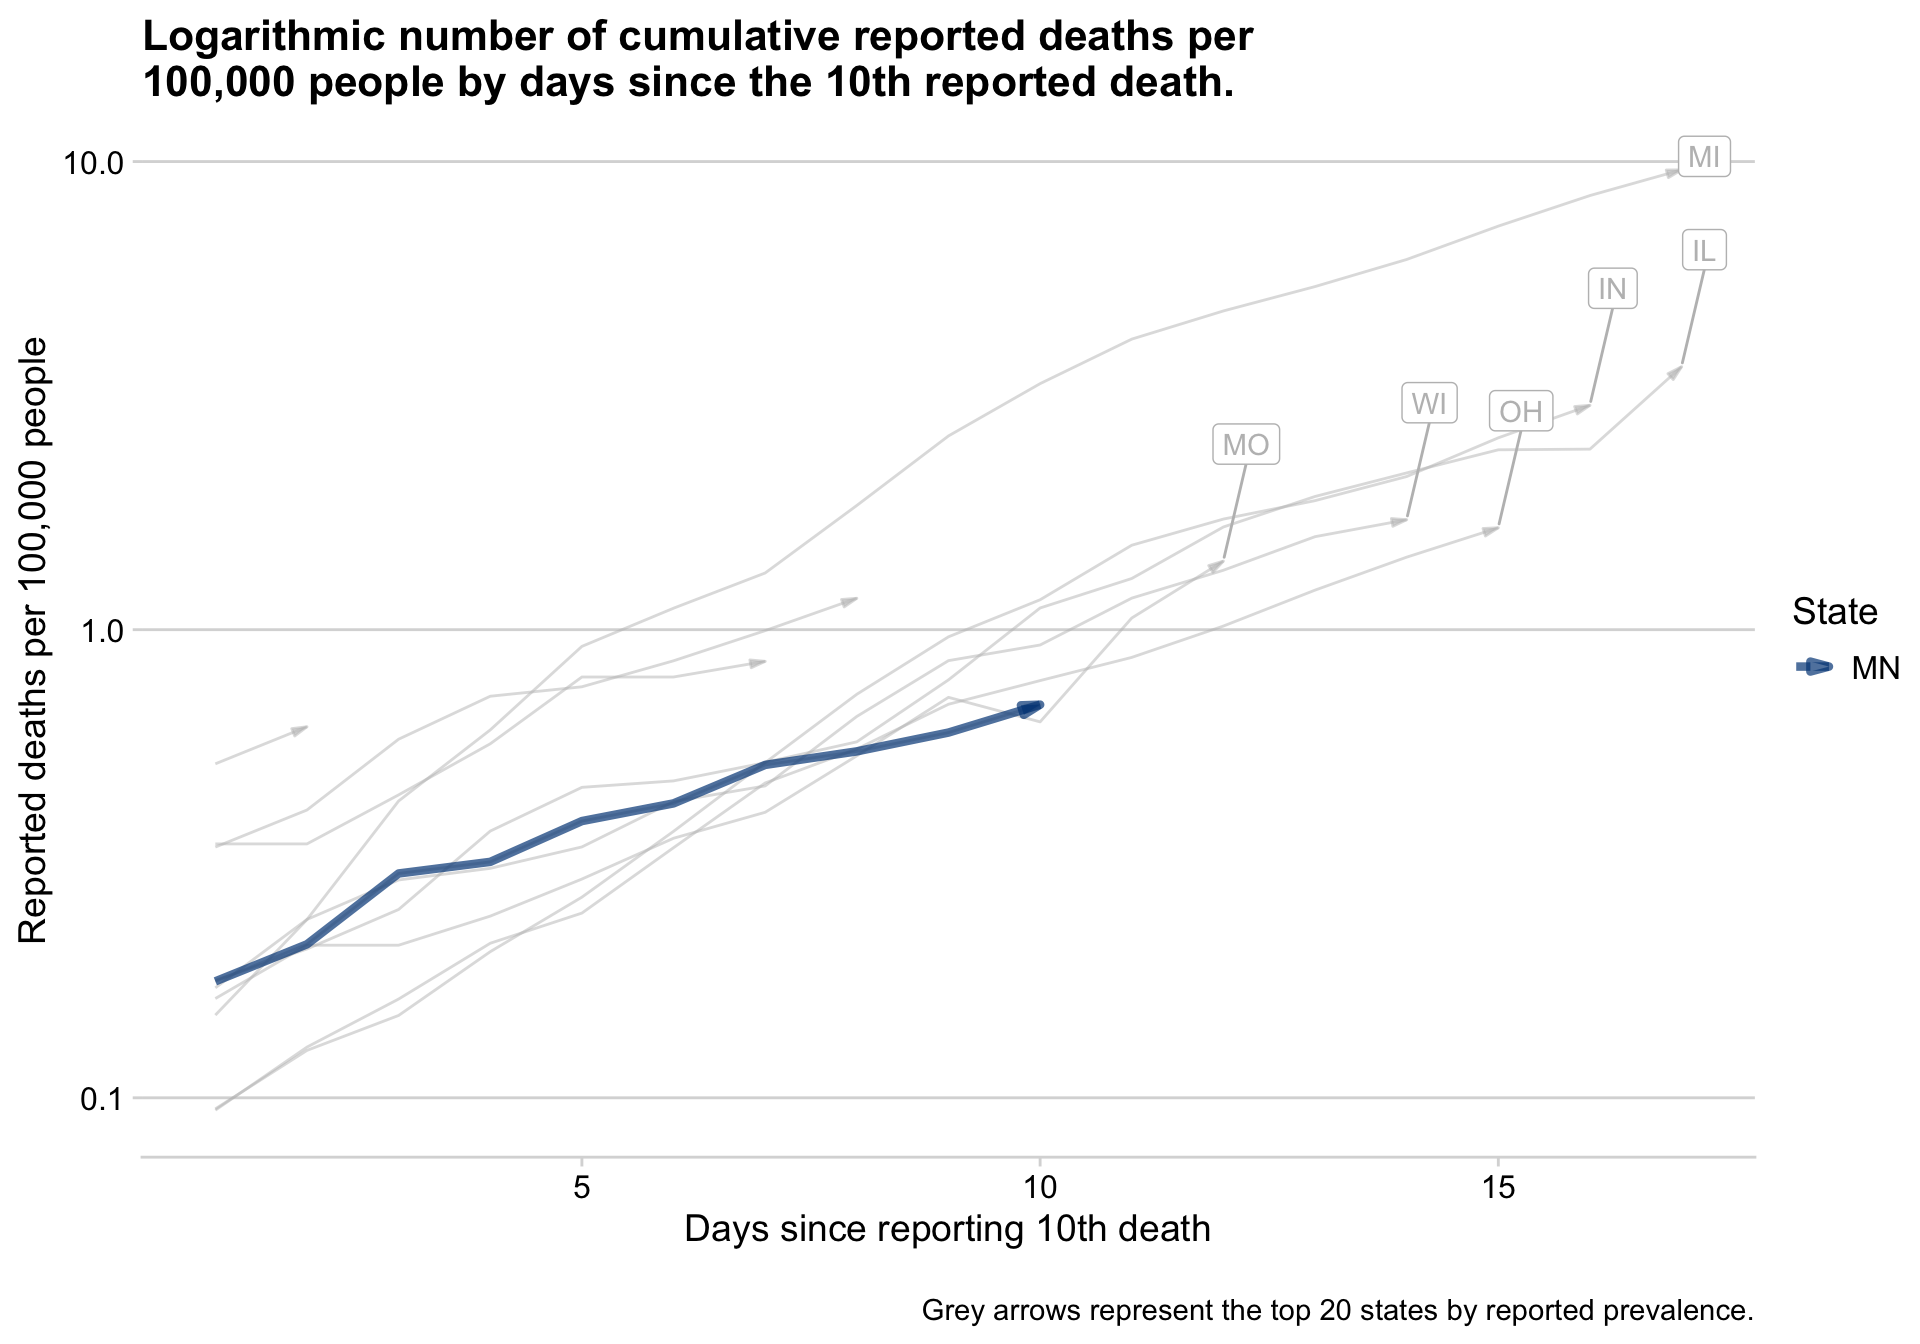 Logarithmic number of cumulative reported deaths per
100,000 people by days since the 10th reported death.
10.0
1.0
0.1
Reported deaths per 100,000 people
MI
IL
IN
WI
OH
MO
State
MN
5
10
15
Days since reporting 10th death
Grey arrows represent the top 20 states by reported prevalence.